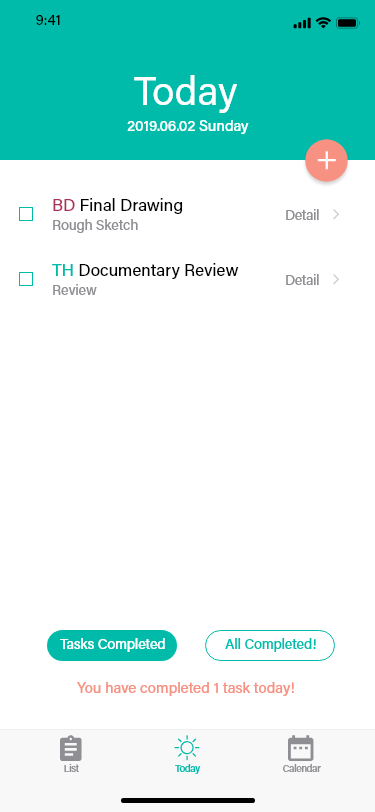 9:41
Today
2019.06.02 Sunday
BD Final Drawing
Rough Sketch
Detail
TH Documentary Review
Review
Detail
Tasks Completed
All Completed!
You have completed 1 task today!
List
Today
Calendar